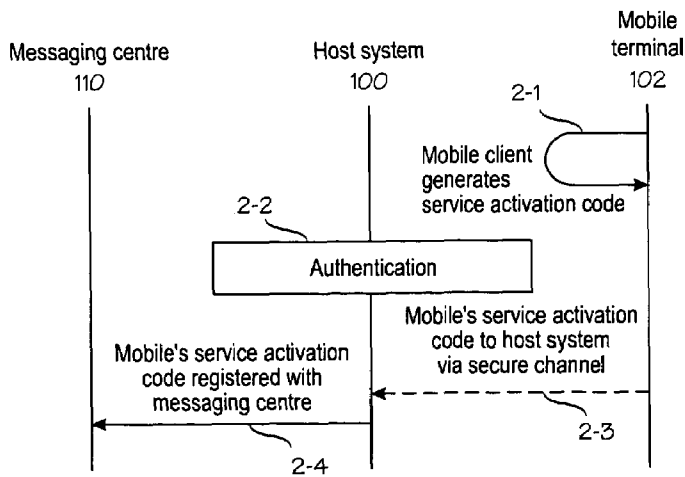 Messaging centre
110
Host system
100
Mobile
terminal
102
2-1
Mobile client
generates
service activation code
2-2
Authentication
Mobile's service activation
code to host system
via secure channel
2-3
Mobile's service activation
code registered with
messaging centre
2-4